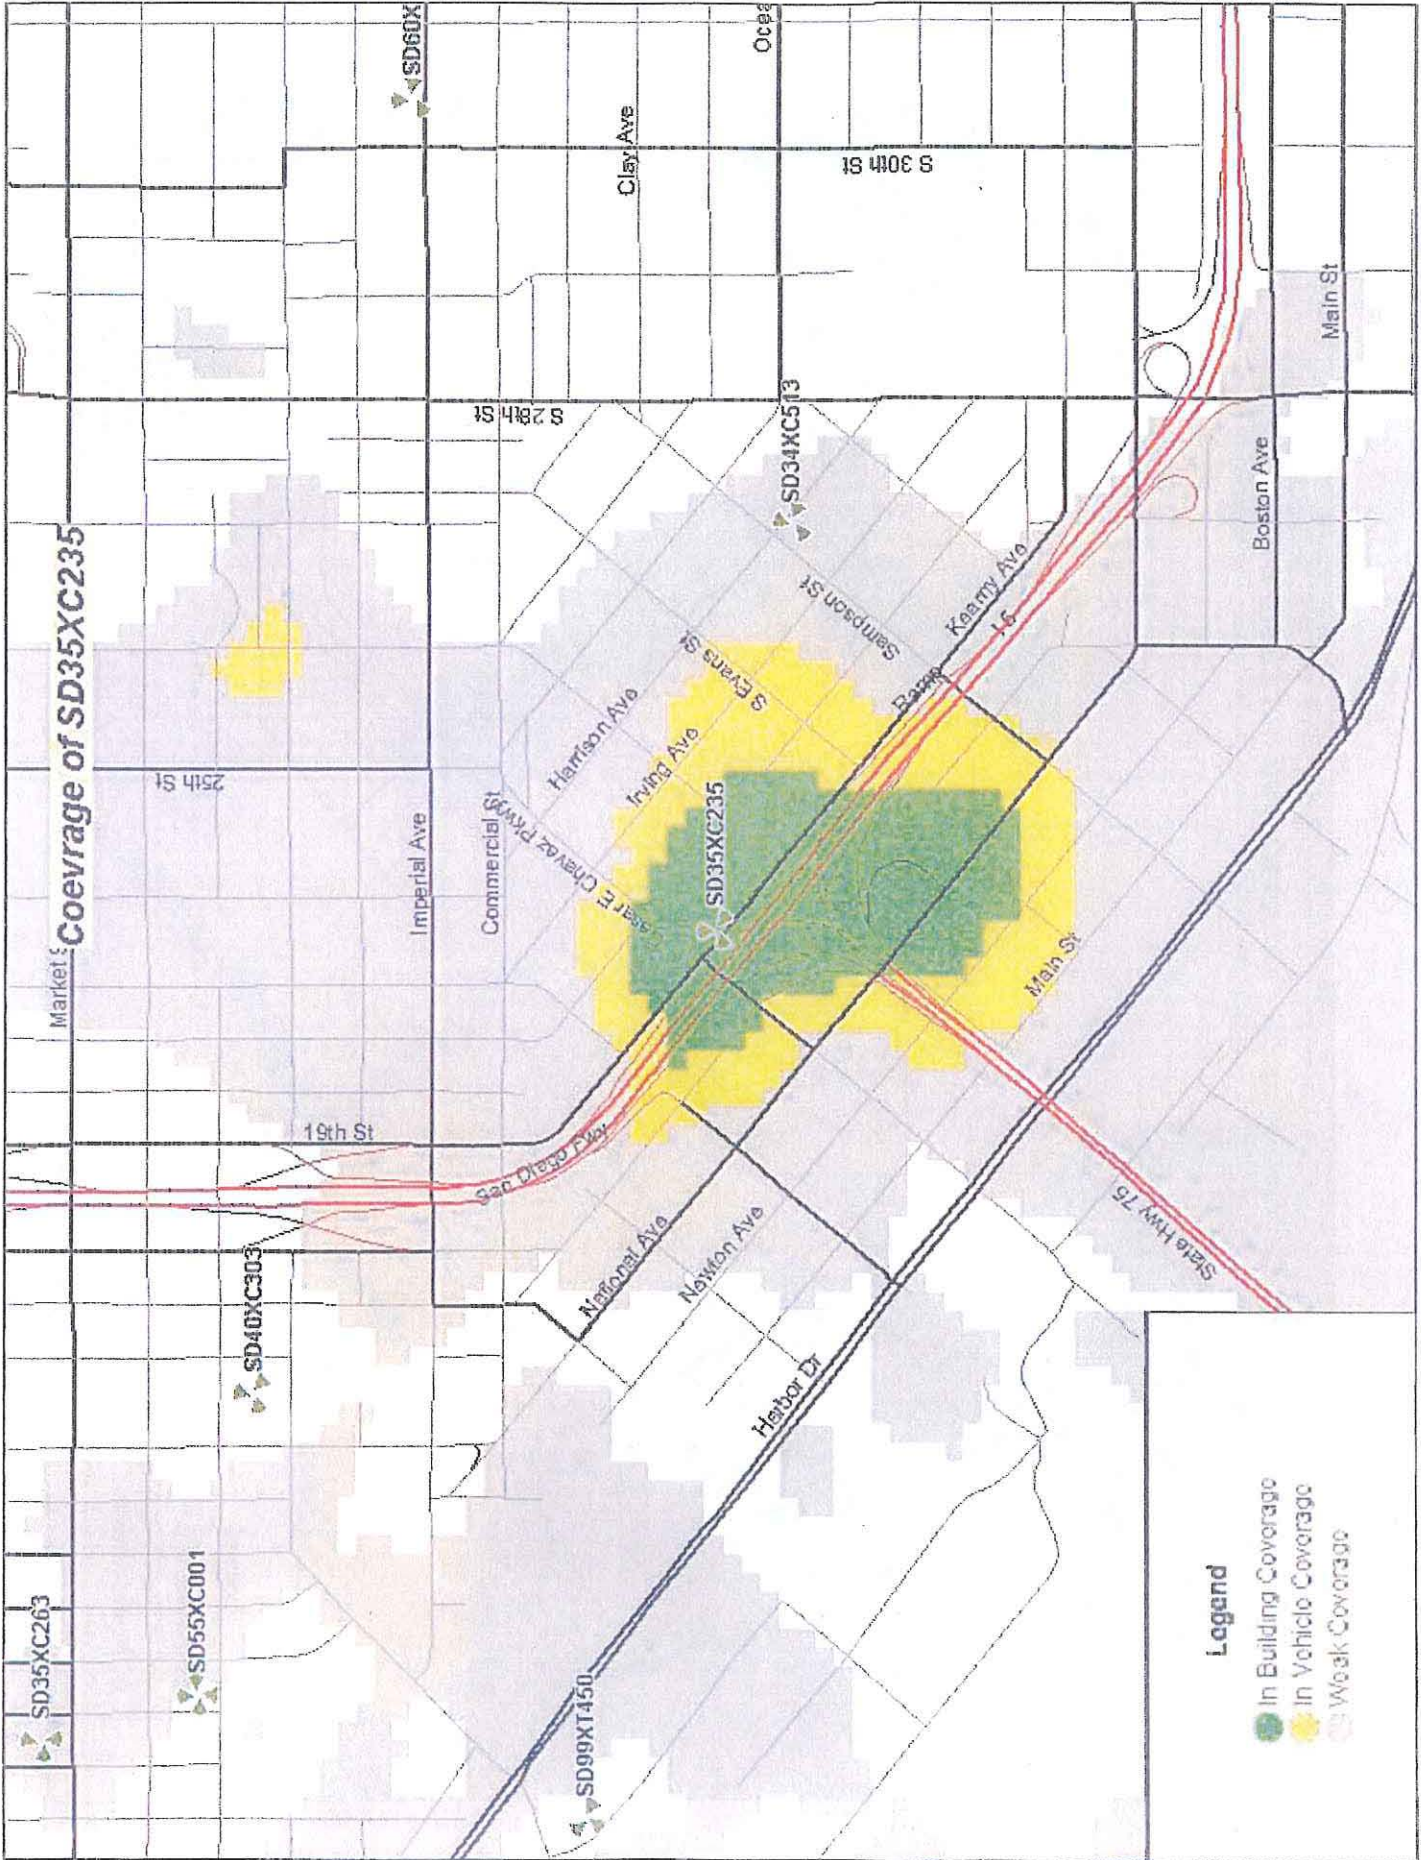 Coevrage of SD35XC235
SD35XC263
SD55XC001
SD40XC303
SD60X
SD99XT450
SD35XC235
SD34XC513
Market S
19th St
25th St
Imperial Ave
Commercial St
S 28th St
S 30th St
Clay Ave
Ocea
Harrison Ave
Irving Ave
Cesar E Chavez Pkwy
S Evans St
Sampson St
Kearny Ave
Ramp
I-5
San Diego Fwy
National Ave
Newton Ave
Harbor Dr
Main St
State Hwy 75
Boston Ave
Main St
Legend
In Building Coverage
In Vehicle Coverage
Weak Coverage